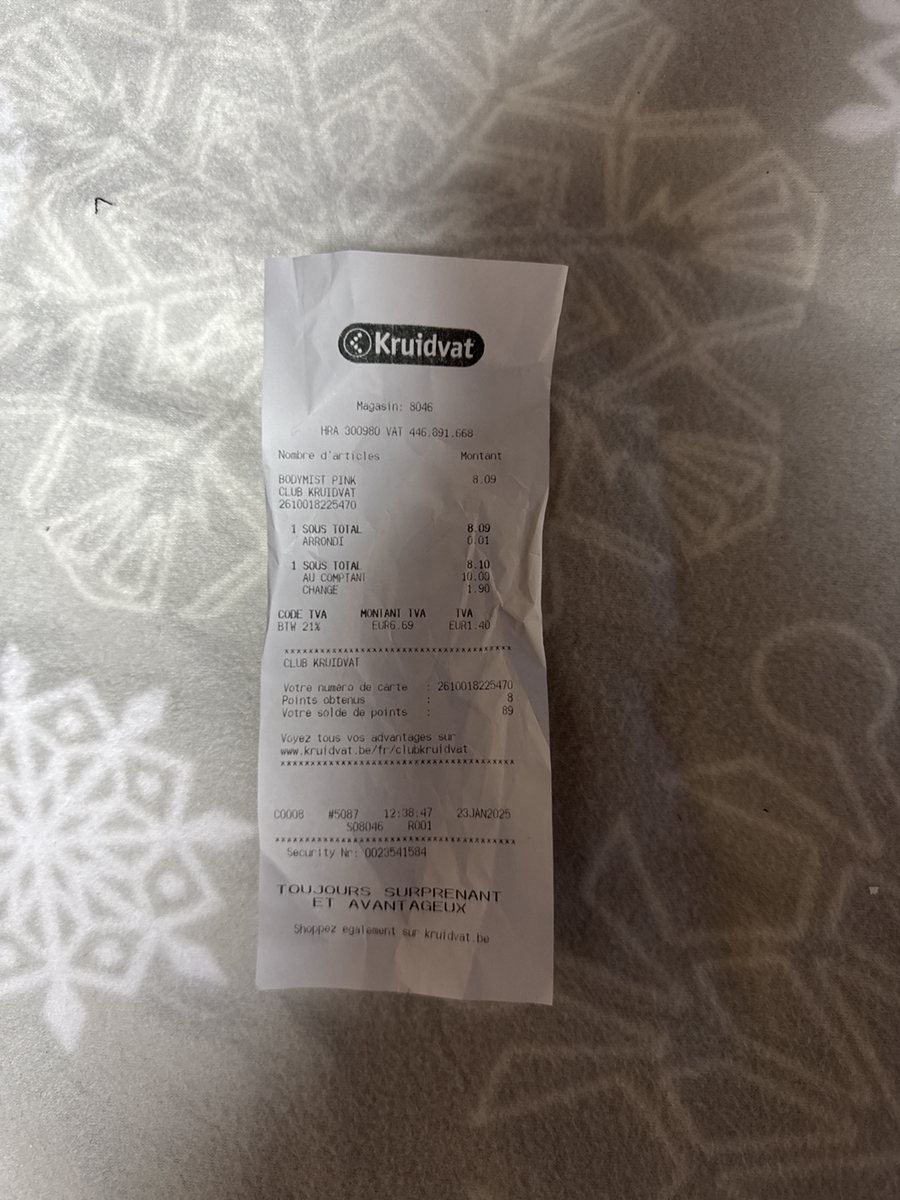 Kruidvat
Magasin: 8046
HRA 300980 VAT 446.891.668
Nombre d'articles Montant
BODYMIST PINK 8.09
CLUB KRUIDVAT
2610018225470
1 SOUS TOTAL 8.09
ARRONDI 0.01
1 SOUS TOTAL 8.10
AU COMPTANT 10.00
CHANGE 1.90
CODE TVA MONTANT TVA TVA
BTW 21% EUR6.69 EUR1.40
****************************************
CLUB KRUIDVAT
Votre numéro de carte : 2610018225470
Points obtenus : 8
Votre solde de points : 89
Voyez tous vos advantages sur
www.kruidvat.be/fr/clubkruidvat
****************************************
C0008 #5087 12:38:47 23JAN2025
S08046 R001
****************************************
Security Nr: 0023541584
TOUJOURS SURPRENANT
ET AVANTAGEUX
Shoppez egalement sur kruidvat.be